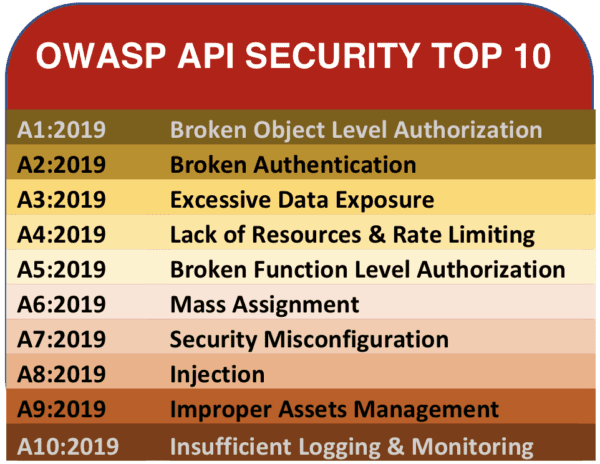 OWASP API SECURITY TOP 10
A1:2019 Broken Object Level Authorization
A2:2019 Broken Authentication
A3:2019 Excessive Data Exposure
A4:2019 Lack of Resources & Rate Limiting
A5:2019 Broken Function Level Authorization
A6:2019 Mass Assignment
A7:2019 Security Misconfiguration
A8:2019 Injection
A9:2019 Improper Assets Management
A10:2019 Insufficient Logging & Monitoring